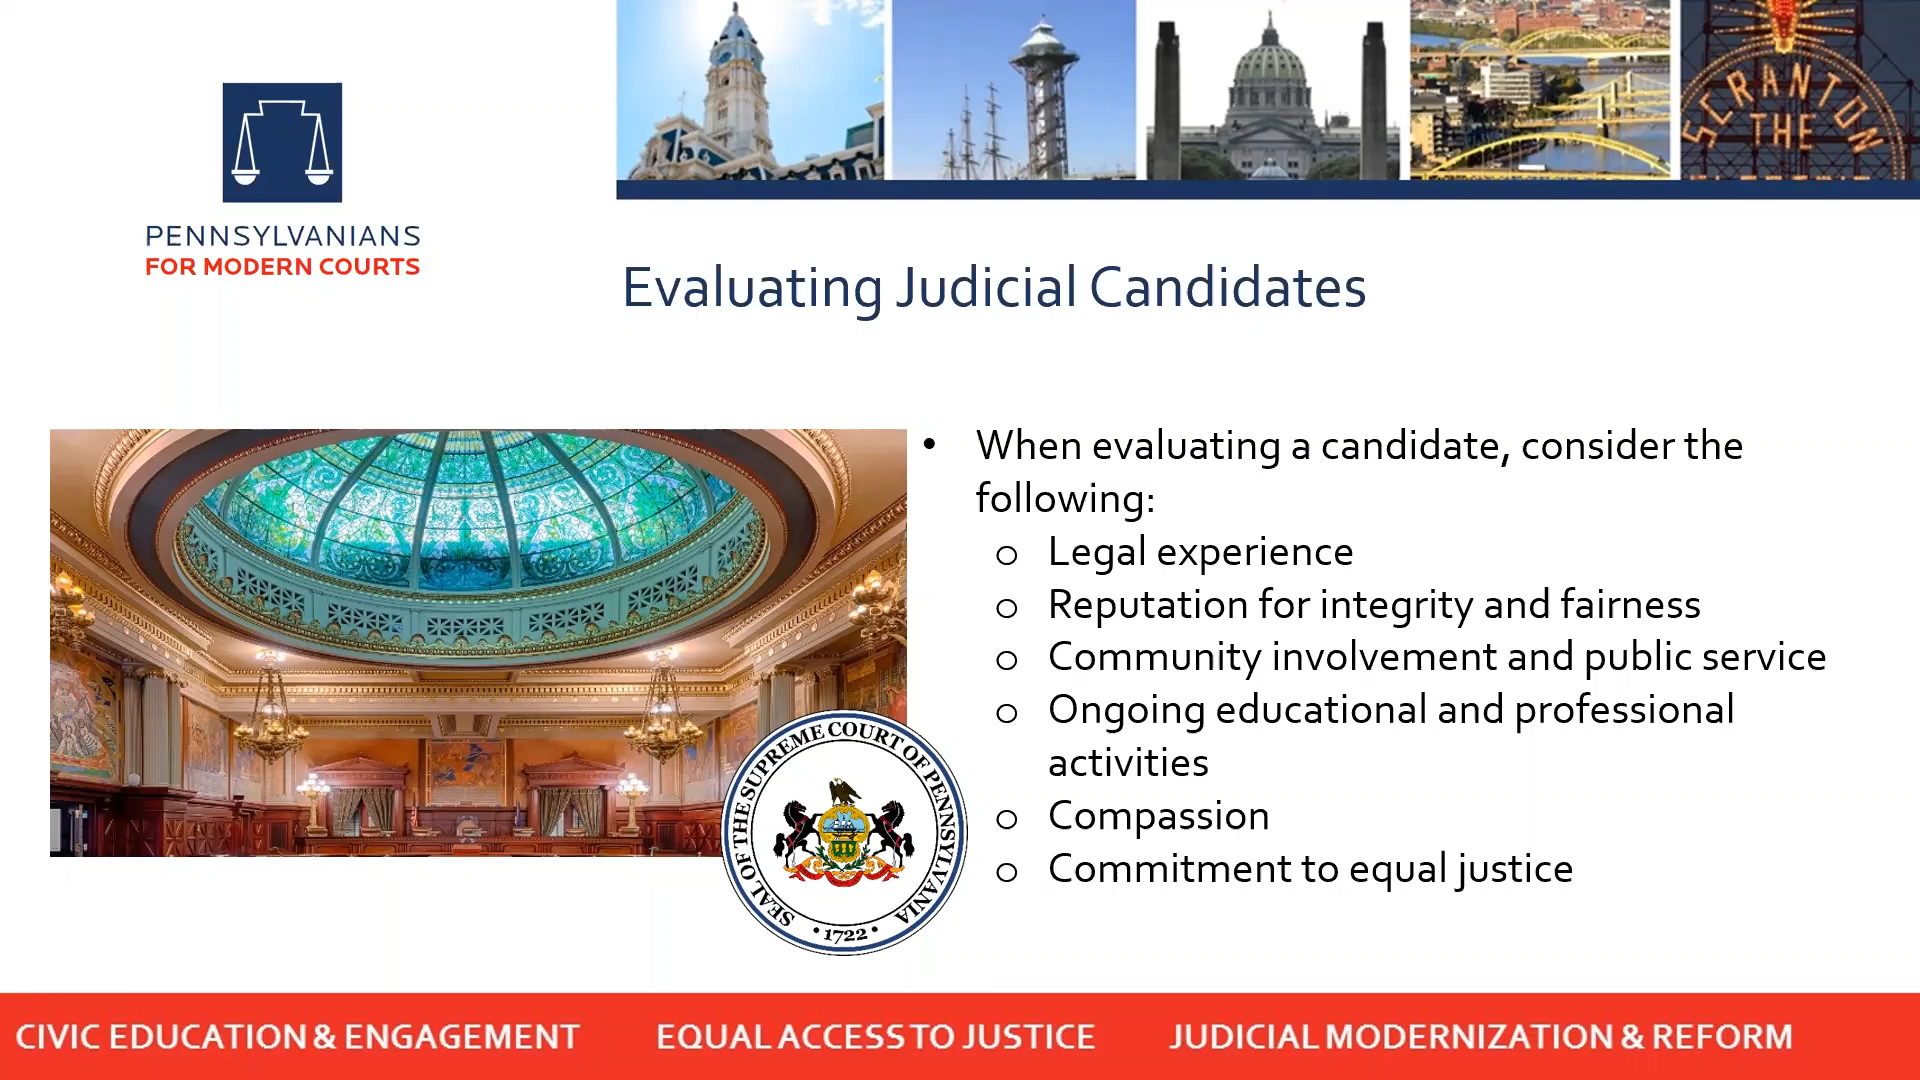 SCRANTON
THE
PENNSYLVANIANS
FOR MODERN COURTS
Evaluating Judicial Candidates
• When evaluating a candidate, consider the
following:
o Legal experience
o Reputation for integrity and fairness
o Community involvement and public service
o Ongoing educational and professional
activities
o Compassion
o Commitment to equal justice
SEAL OF THE SUPREME COURT OF PENNSYLVANIA
• 1722 •
CIVIC EDUCATION & ENGAGEMENT EQUAL ACCESS TO JUSTICE JUDICIAL MODERNIZATION & REFORM